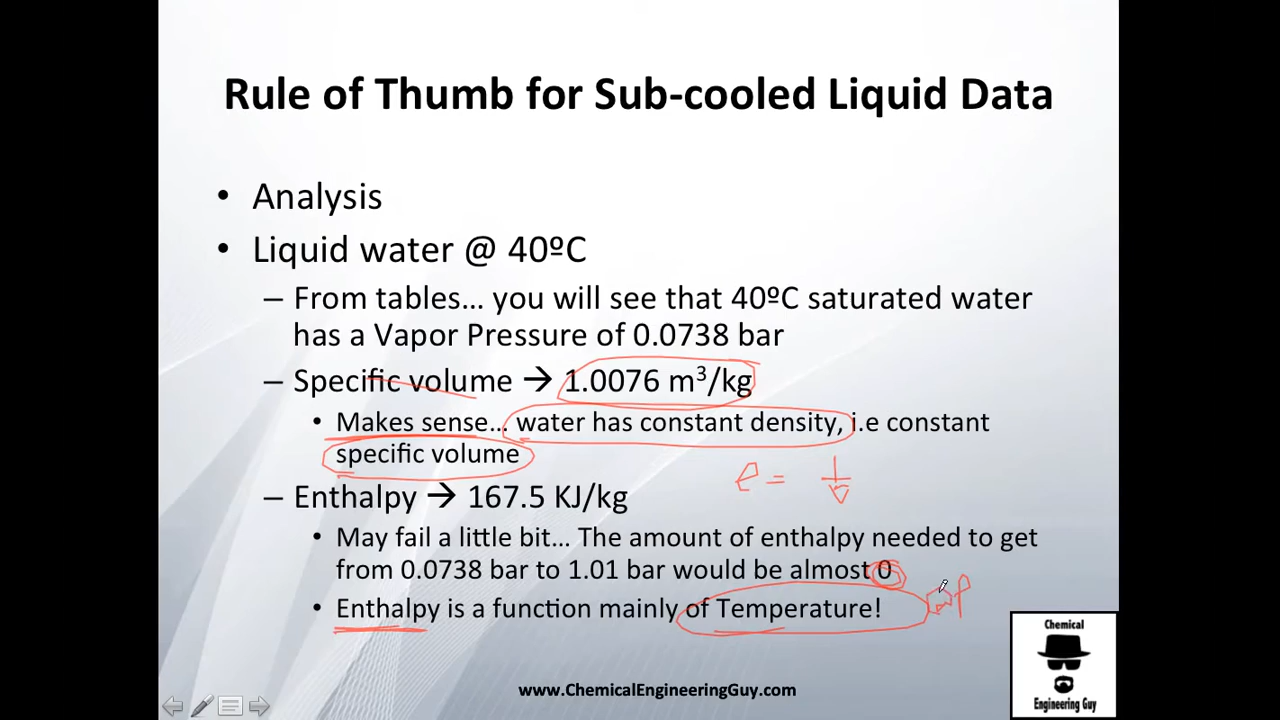 Rule of Thumb for Sub-cooled Liquid Data
• Analysis
• Liquid water @ 40ºC
– From tables… you will see that 40ºC saturated water
has a Vapor Pressure of 0.0738 bar
– Specific volume → 1.0076 m³/kg
• Makes sense… water has constant density, i.e constant
specific volume
– Enthalpy → 167.5 KJ/kg
• May fail a little bit… The amount of enthalpy needed to get
from 0.0738 bar to 1.01 bar would be almost 0
• Enthalpy is a function mainly of Temperature!
www.ChemicalEngineeringGuy.com
Chemical
Engineering Guy